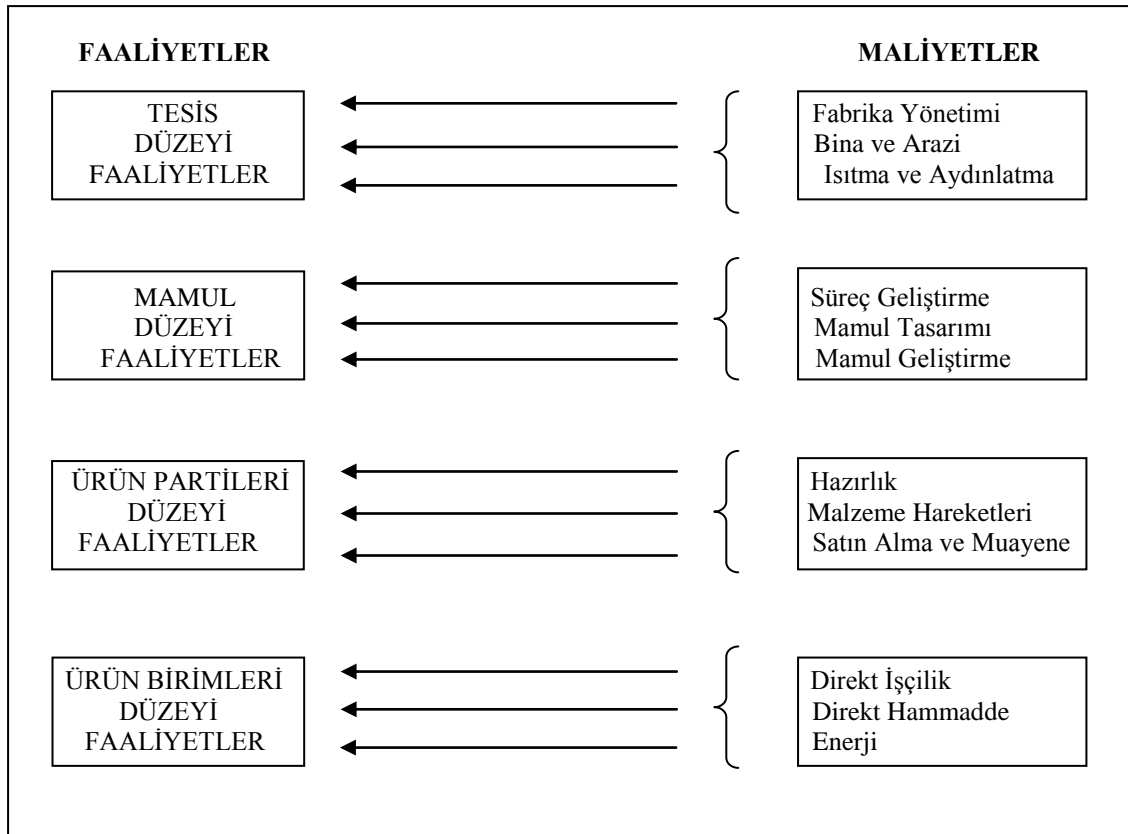 FAALİYETLER
MALİYETLER
TESİS
DÜZEYİ
FAALİYETLER
Fabrika Yönetimi
Bina ve Arazi
Isıtma ve Aydınlatma
MAMUL
DÜZEYİ
FAALİYETLER
Süreç Geliştirme
Mamul Tasarımı
Mamul Geliştirme
ÜRÜN PARTİLERİ
DÜZEYİ
FAALİYETLER
Hazırlık
Malzeme Hareketleri
Satın Alma ve Muayene
ÜRÜN BİRİMLERİ
DÜZEYİ
FAALİYETLER
Direkt İşçilik
Direkt Hammadde
Enerji